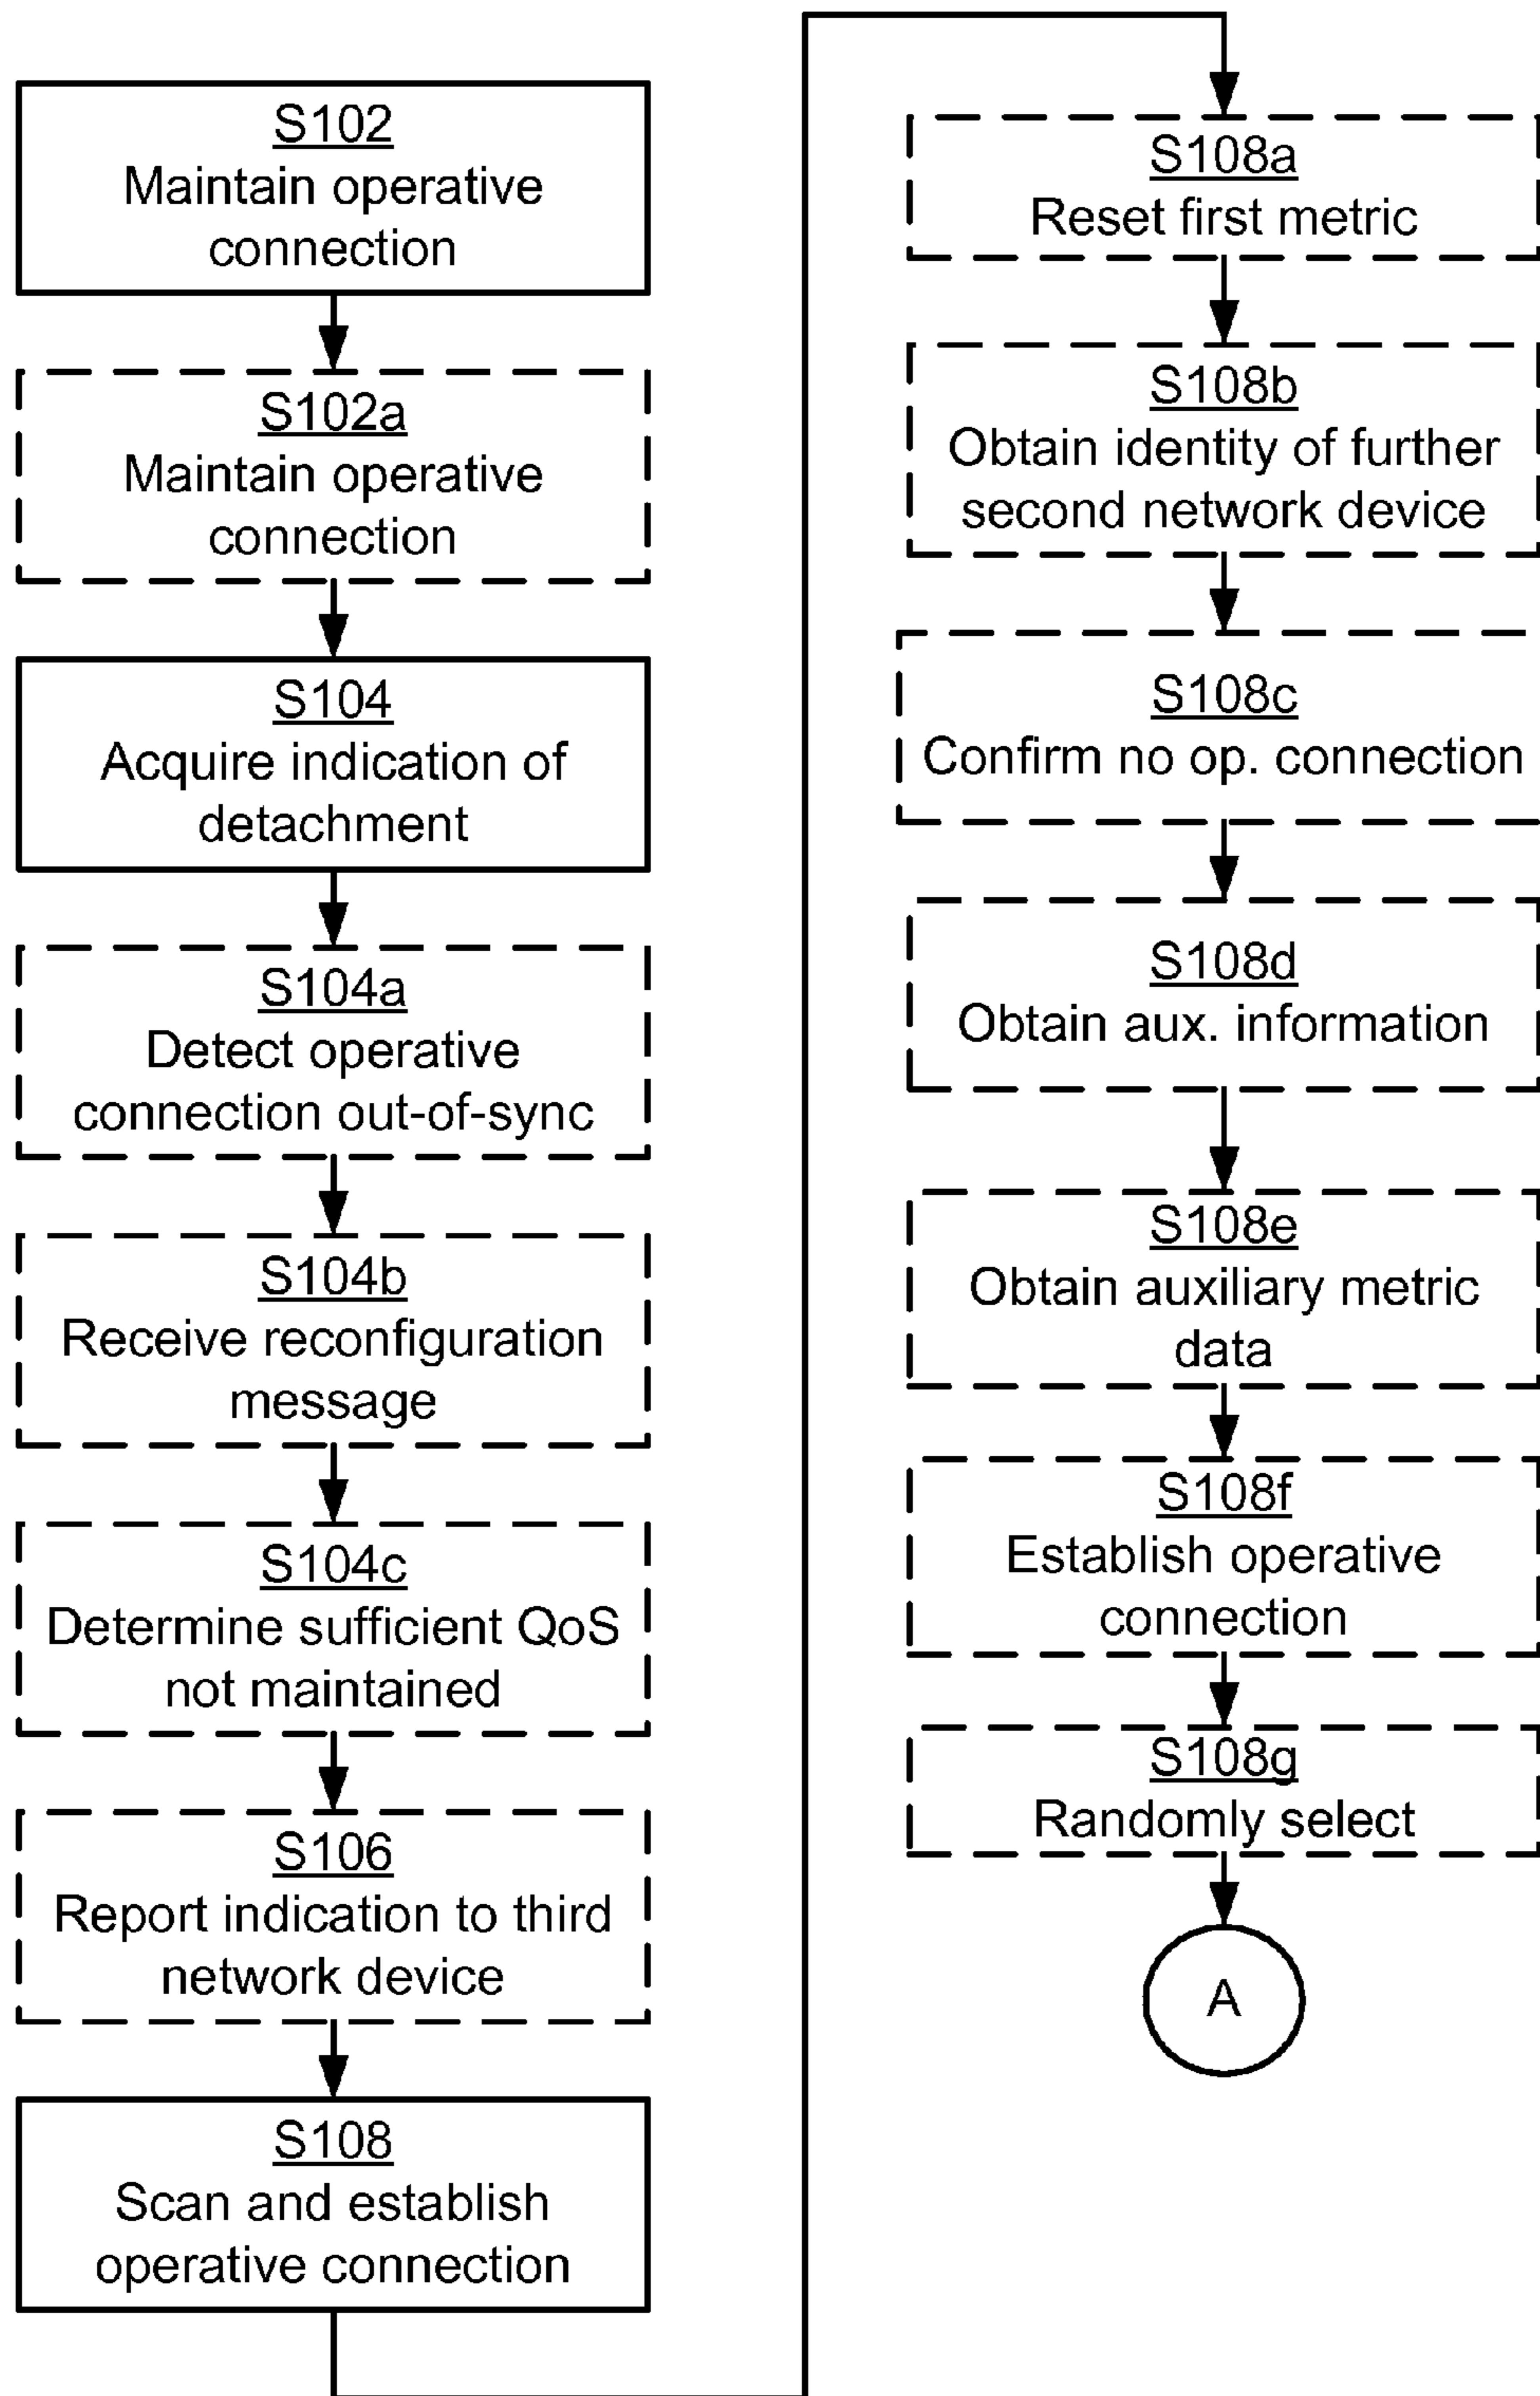 S102
Maintain operative
connection
S102a
Maintain operative
connection
S104
Acquire indication of
detachment
S104a
Detect operative
connection out-of-sync
S104b
Receive reconfiguration
message
S104c
Determine sufficient QoS
not maintained
S106
Report indication to third
network device
S108
Scan and establish
operative connection
S108a
Reset first metric
S108b
Obtain identity of further
second network device
S108c
Confirm no op. connection
S108d
Obtain aux. information
S108e
Obtain auxiliary metric
data
S108f
Establish operative
connection
S108g
Randomly select
A